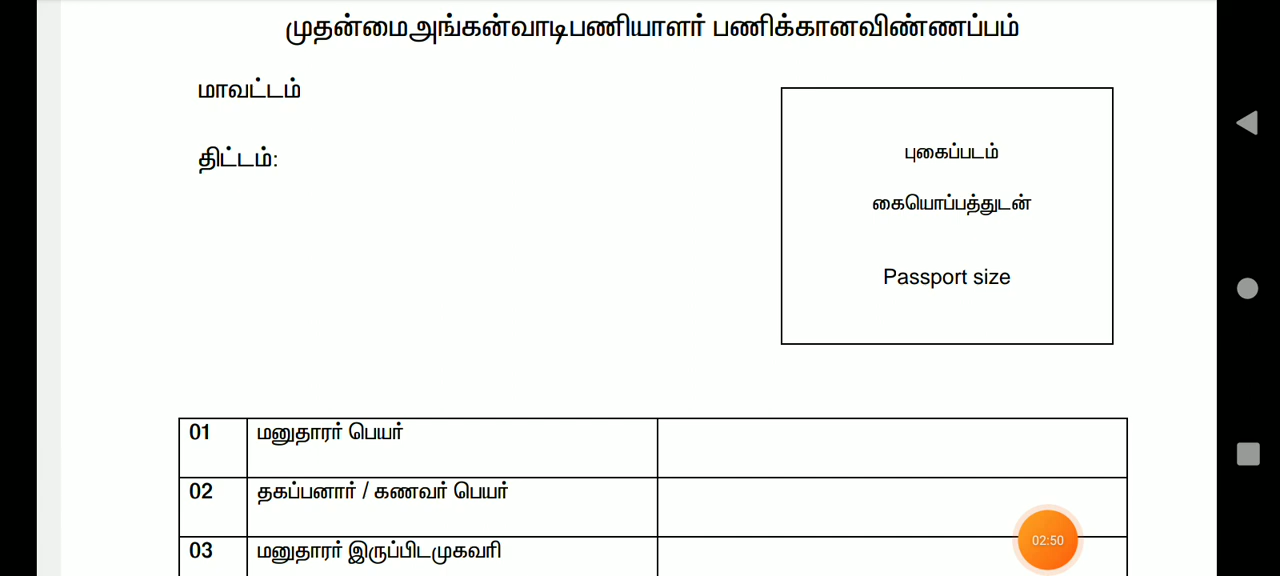 முதன்மைஅங்கன்வாடிபணியாளர் பணிக்கானவிண்ணப்பம்
மாவட்டம்
திட்டம்:
புகைப்படம்
கையொப்பத்துடன்
Passport size
01 மனுதாரர் பெயர்
02 தகப்பனார் / கணவர் பெயர்
03 மனுதாரர் இருப்பிடமுகவரி
02:50